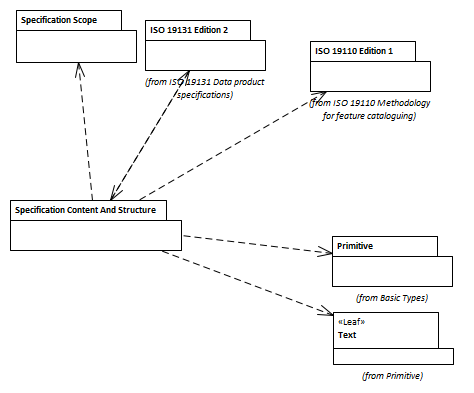 Specification Scope
ISO 19131 Edition 2
(from ISO 19131 Data product
specifications)
ISO 19110 Edition 1
(from ISO 19110 Methodology
for feature cataloguing)
Specification Content And Structure
Primitive
(from Basic Types)
«Leaf»
Text
(from Primitive)